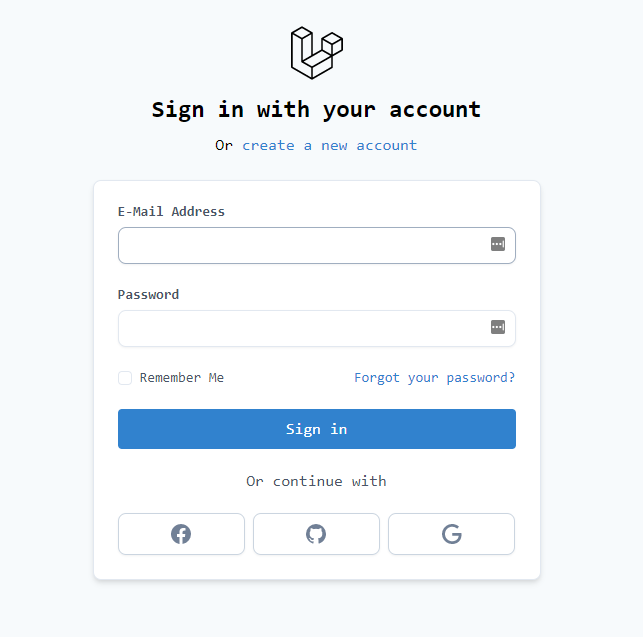 Sign in with your account
Or create a new account
E-Mail Address
Password
Remember Me
Forgot your password?
Sign in
Or continue with